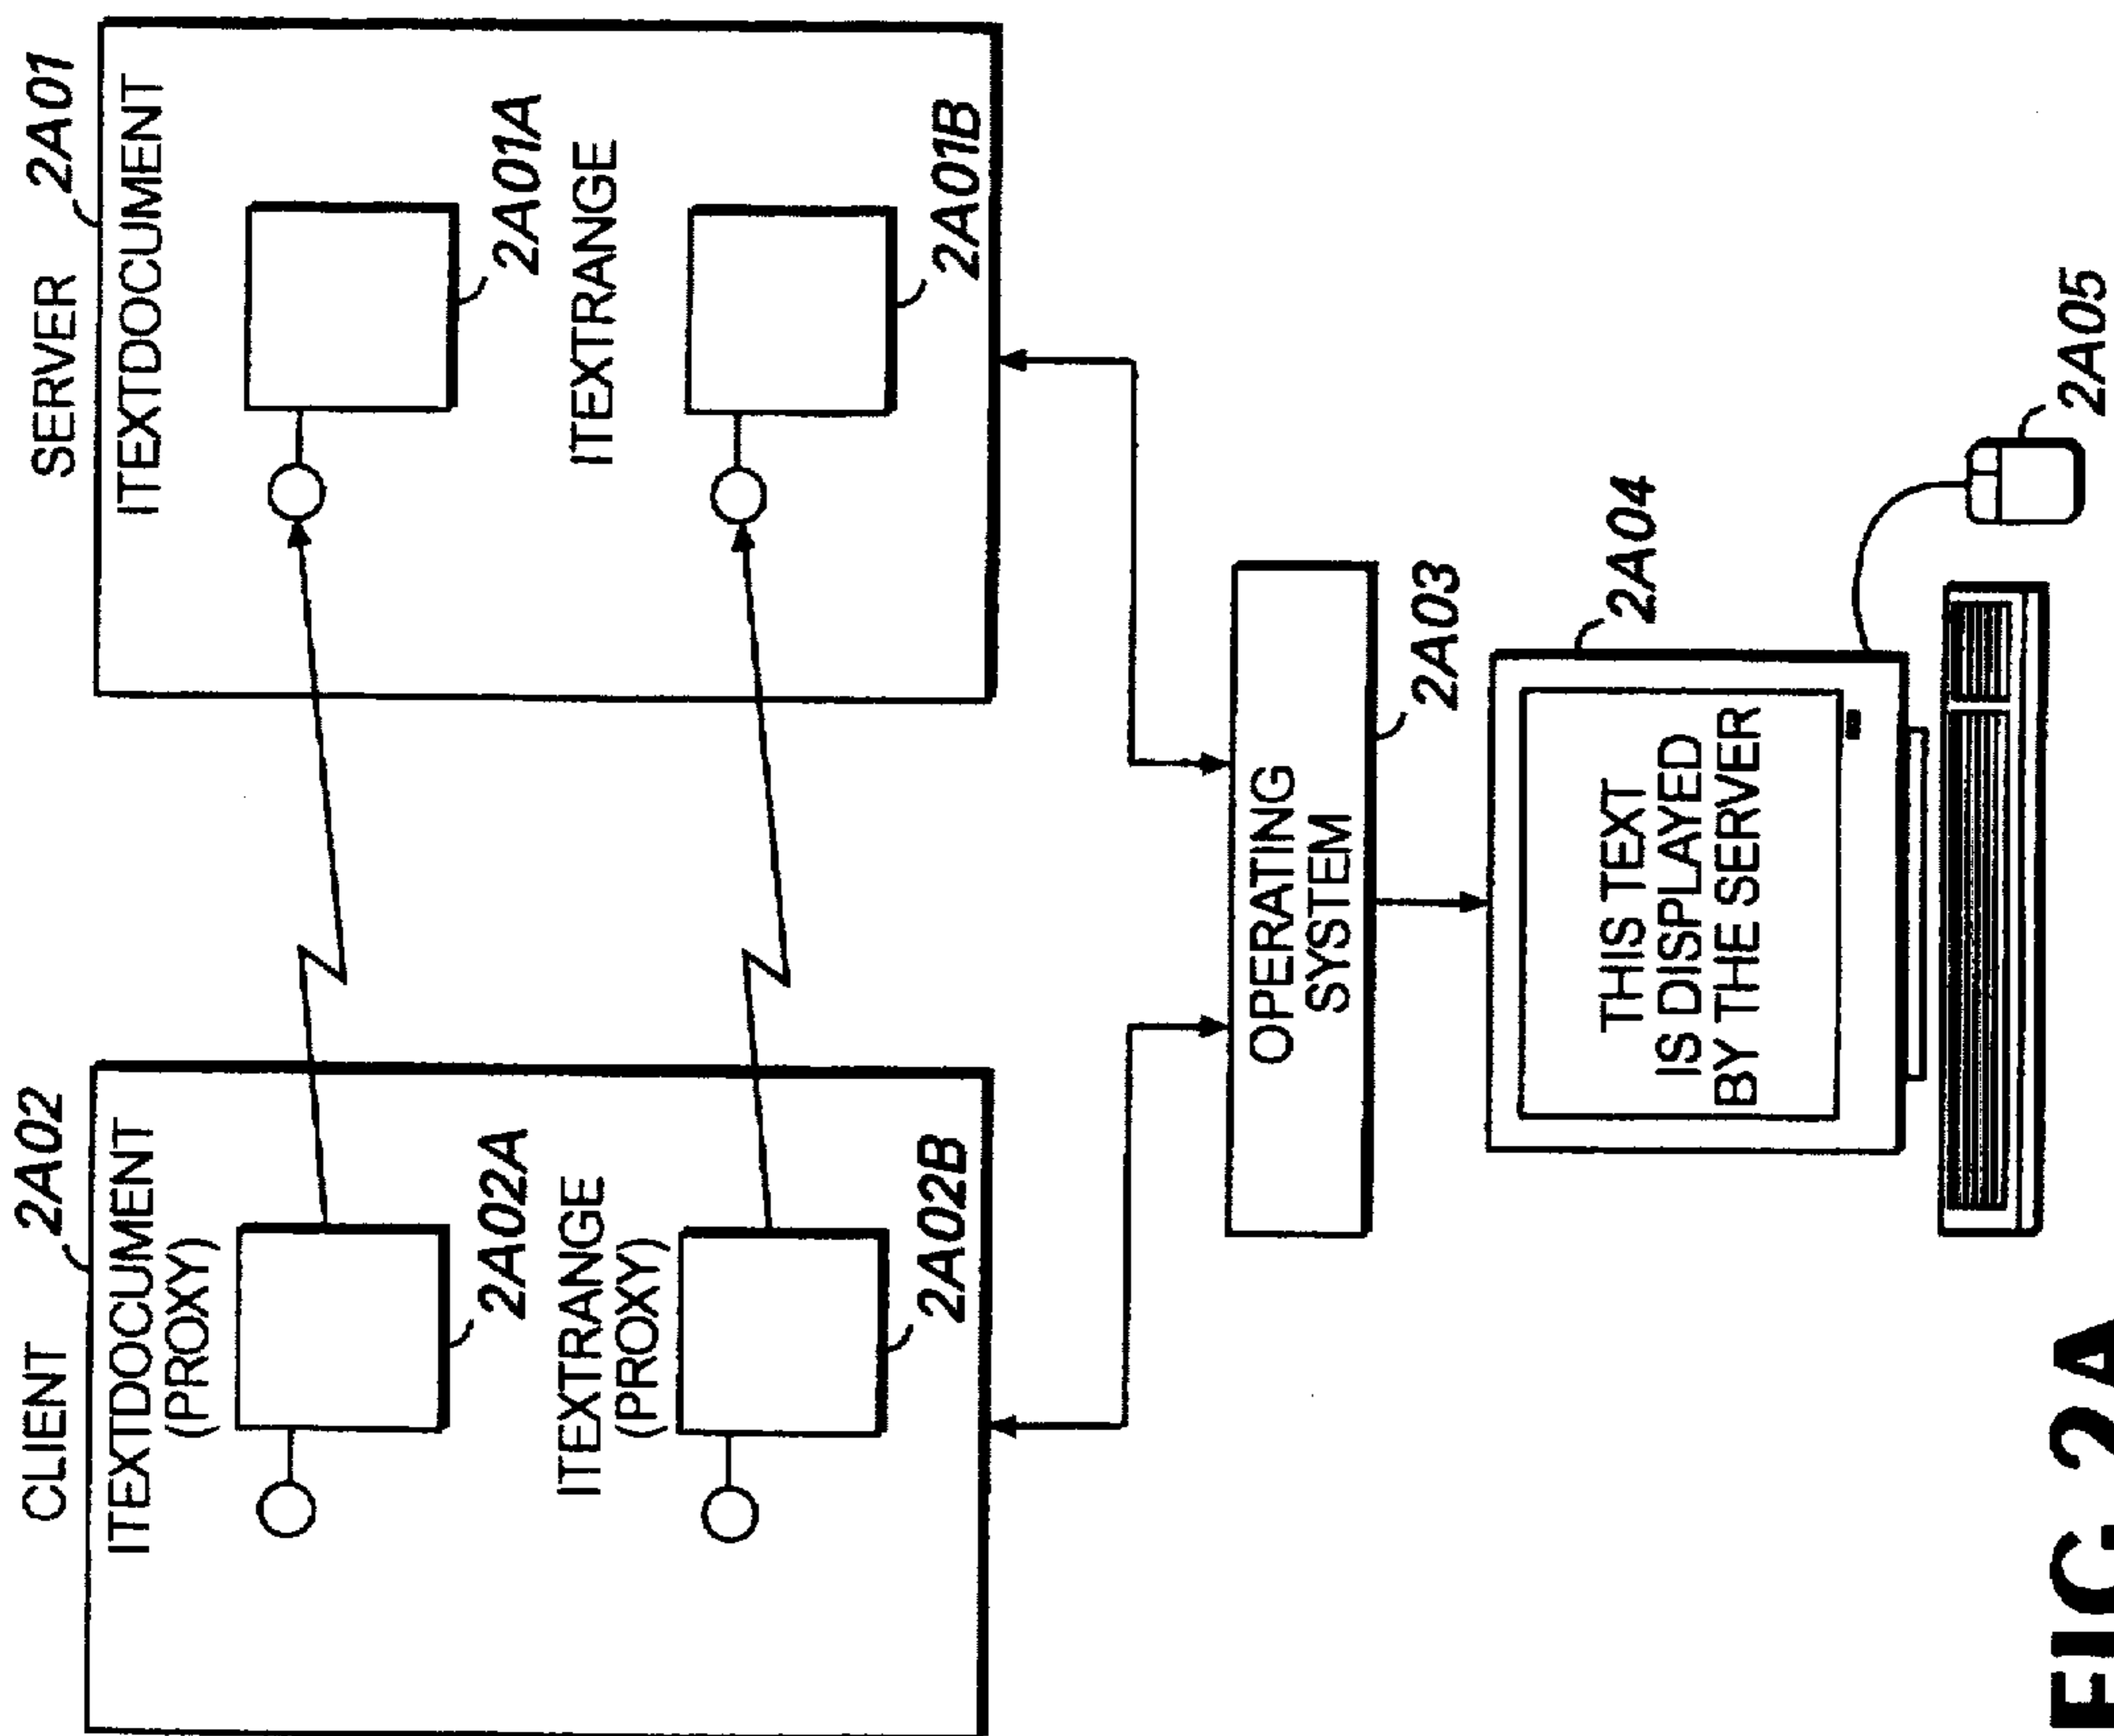 CLIENT
2A02
ITEXTDOCUMENT
(PROXY)
2A02A
ITEXTRANGE
(PROXY)
2A02B
SERVER
2A01
ITEXTDOCUMENT
2A01A
ITEXTRANGE
2A01B
OPERATING
SYSTEM
2A03
THIS TEXT
IS DISPLAYED
BY THE SERVER
2A04
2A05
FIG 2A